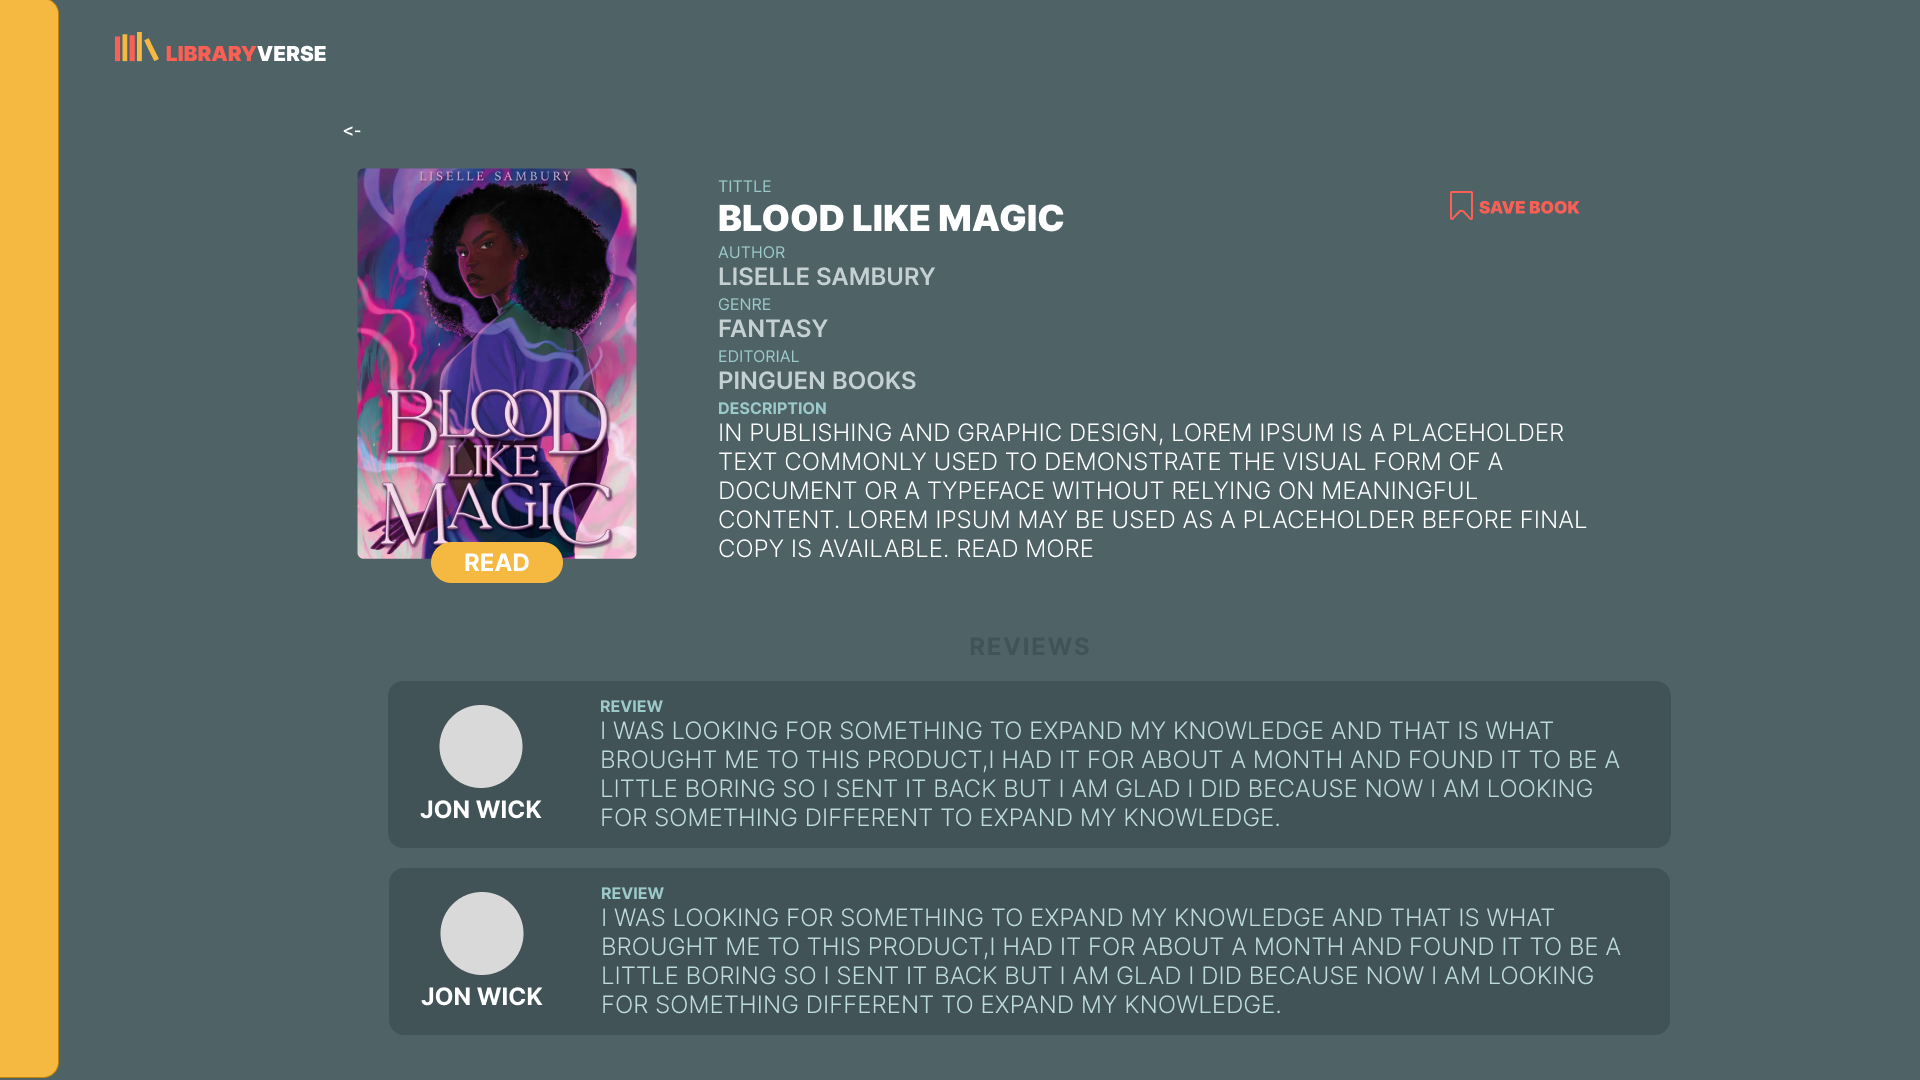 LIBRARYVERSE
<-
LISELLE SAMBURY
BLOOD
LIKE
MAGIC
READ
TITTLE
BLOOD LIKE MAGIC
SAVE BOOK
AUTHOR
LISELLE SAMBURY
GENRE
FANTASY
EDITORIAL
PINGUEN BOOKS
DESCRIPTION
IN PUBLISHING AND GRAPHIC DESIGN, LOREM IPSUM IS A PLACEHOLDER
TEXT COMMONLY USED TO DEMONSTRATE THE VISUAL FORM OF A
DOCUMENT OR A TYPEFACE WITHOUT RELYING ON MEANINGFUL
CONTENT. LOREM IPSUM MAY BE USED AS A PLACEHOLDER BEFORE FINAL
COPY IS AVAILABLE. READ MORE
REVIEWS
JON WICK
REVIEW
I WAS LOOKING FOR SOMETHING TO EXPAND MY KNOWLEDGE AND THAT IS WHAT
BROUGHT ME TO THIS PRODUCT,I HAD IT FOR ABOUT A MONTH AND FOUND IT TO BE A
LITTLE BORING SO I SENT IT BACK BUT I AM GLAD I DID BECAUSE NOW I AM LOOKING
FOR SOMETHING DIFFERENT TO EXPAND MY KNOWLEDGE.
JON WICK
REVIEW
I WAS LOOKING FOR SOMETHING TO EXPAND MY KNOWLEDGE AND THAT IS WHAT
BROUGHT ME TO THIS PRODUCT,I HAD IT FOR ABOUT A MONTH AND FOUND IT TO BE A
LITTLE BORING SO I SENT IT BACK BUT I AM GLAD I DID BECAUSE NOW I AM LOOKING
FOR SOMETHING DIFFERENT TO EXPAND MY KNOWLEDGE.